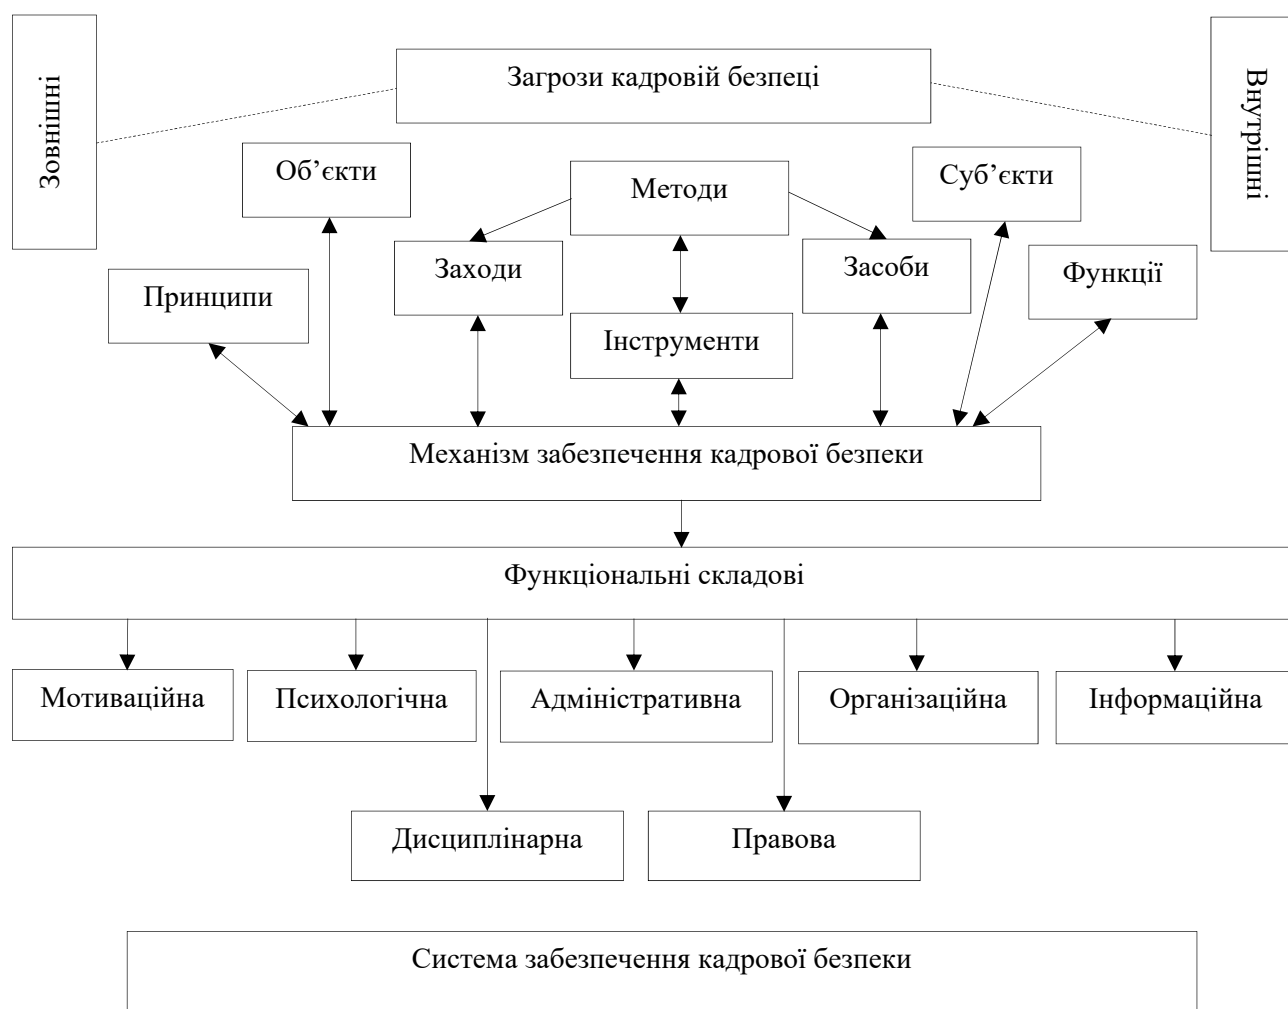 Зовнішні
Загрози кадровій безпеці
Внутрішні
Об’єкти
Методи
Суб’єкти
Заходи
Засоби
Принципи
Функції
Інструменти
Механізм забезпечення кадрової безпеки
Функціональні складові
Мотиваційна
Психологічна
Адміністративна
Організаційна
Інформаційна
Дисциплінарна
Правова
Система забезпечення кадрової безпеки